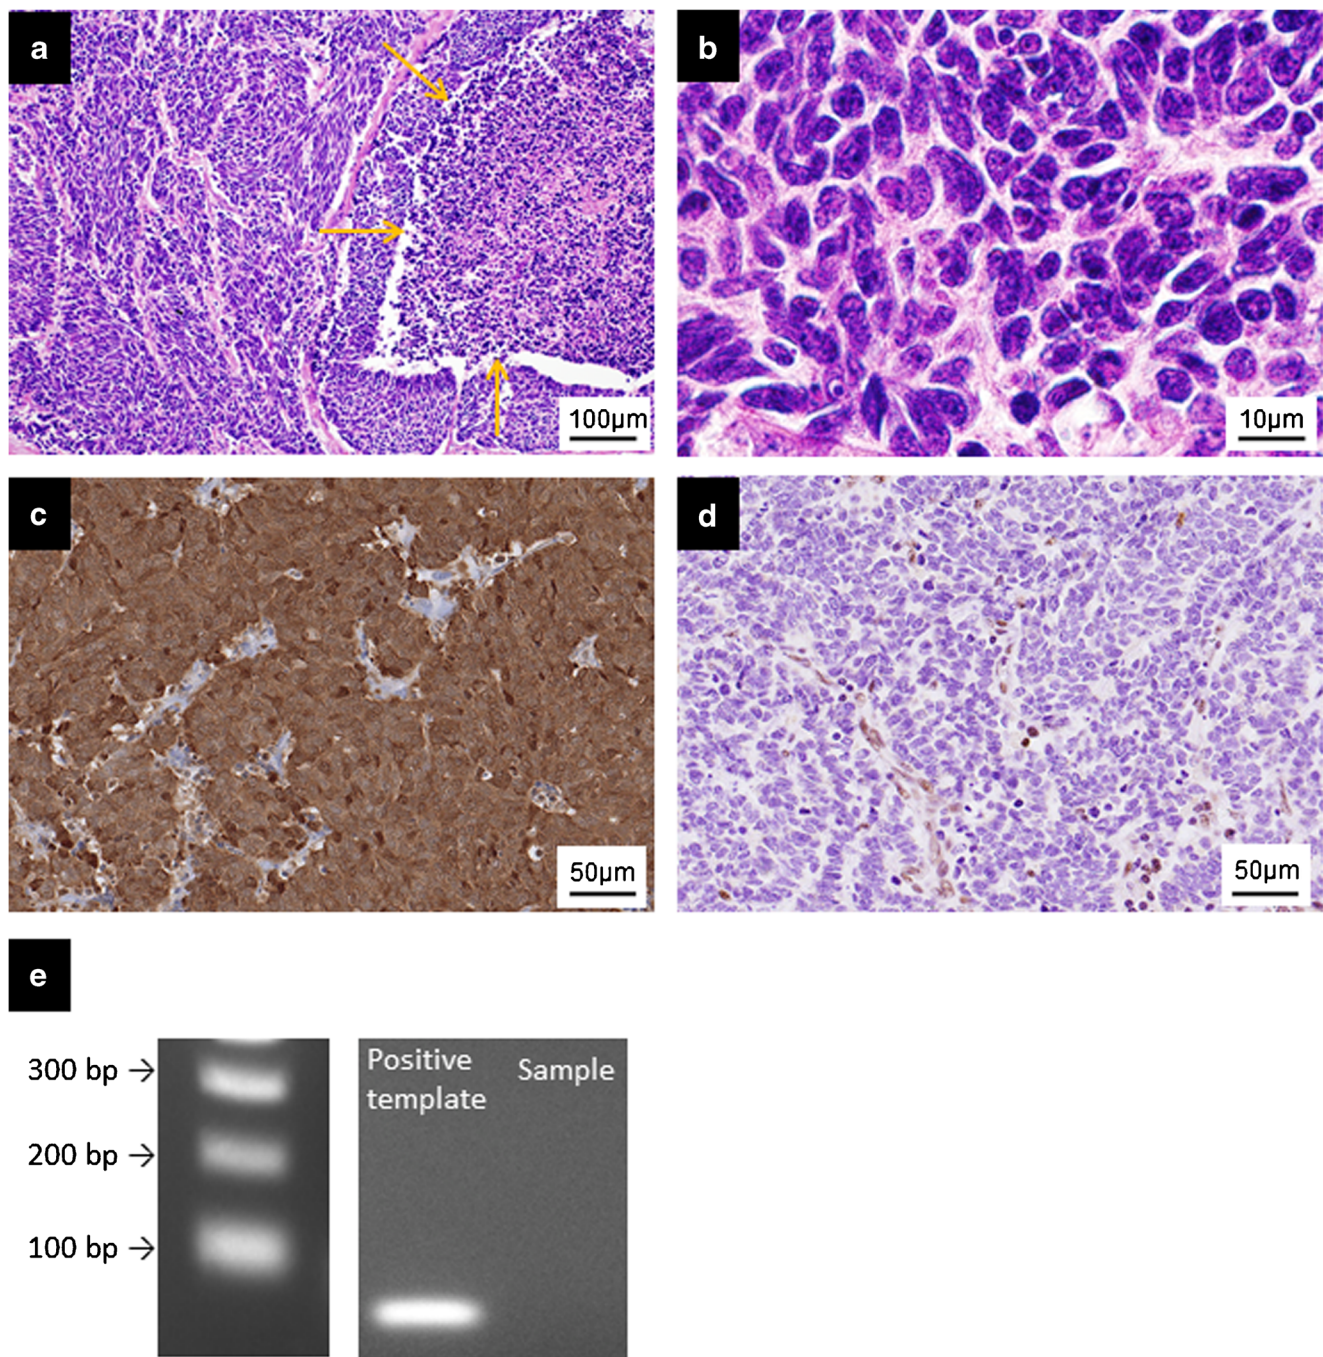 a
b
100µm
10µm
c
d
50µm
50µm
e
300 bp →
200 bp →
100 bp →
Positive
template
Sample